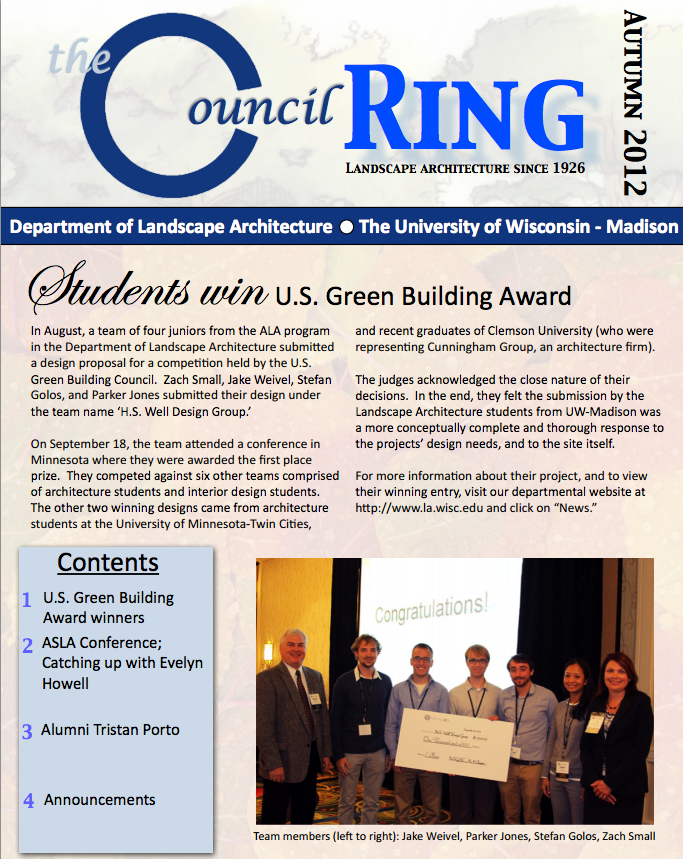 the Council RING
LANDSCAPE ARCHITECTURE SINCE 1926
AUTUMN 2012
Department of Landscape Architecture ● The University of Wisconsin - Madison
Students win U.S. Green Building Award
In August, a team of four juniors from the ALA program
in the Department of Landscape Architecture submitted
a design proposal for a competition held by the U.S.
Green Building Council.  Zach Small, Jake Weivel, Stefan
Golos, and Parker Jones submitted their design under
the team name ‘H.S. Well Design Group.’
On September 18, the team attended a conference in
Minnesota where they were awarded the first place
prize.  They competed against six other teams comprised
of architecture students and interior design students.
The other two winning designs came from architecture
students at the University of Minnesota-Twin Cities,
and recent graduates of Clemson University (who were
representing Cunningham Group, an architecture firm).
The judges acknowledged the close nature of their
decisions.  In the end, they felt the submission by the
Landscape Architecture students from UW-Madison was
a more conceptually complete and thorough response to
the projects’ design needs, and to the site itself.
For more information about their project, and to view
their winning entry, visit our departmental website at
http://www.la.wisc.edu and click on “News.”
Contents
1 U.S. Green Building
Award winners
2 ASLA Conference;
Catching up with Evelyn
Howell
3 Alumni Tristan Porto
4 Announcements
Congratulations!
Team members (left to right): Jake Weivel, Parker Jones, Stefan Golos, Zach Small